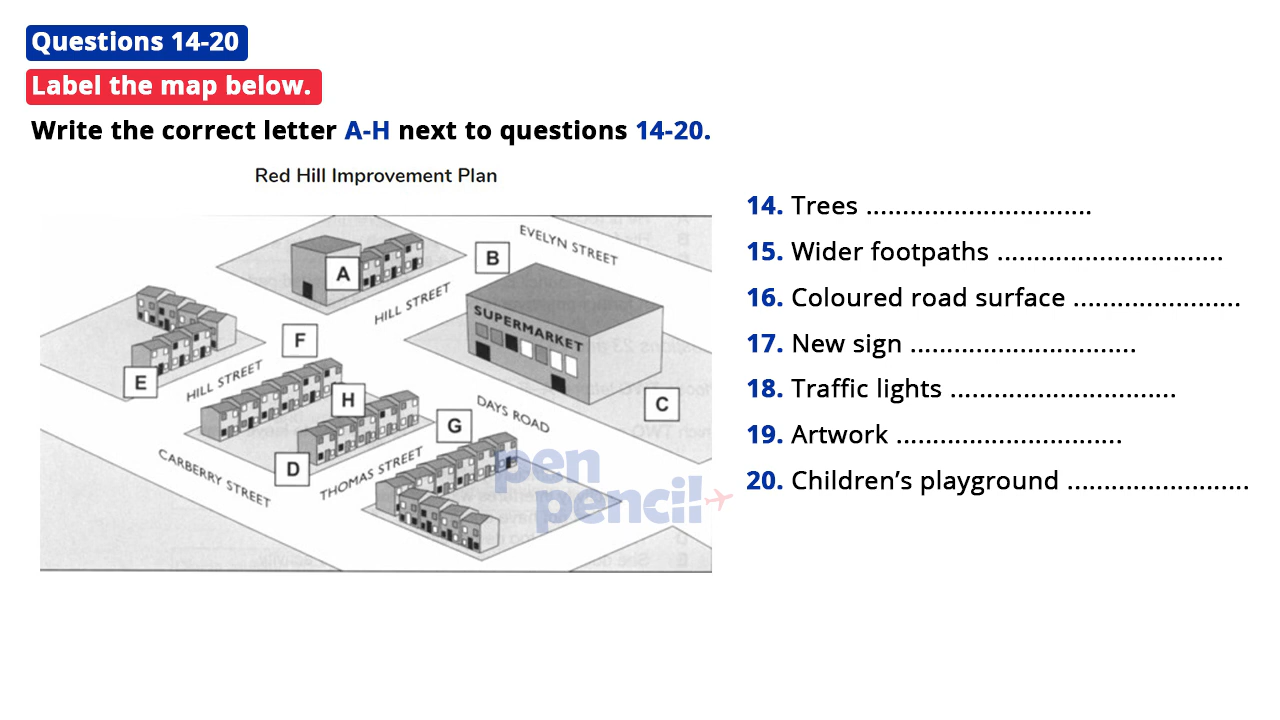 Questions 14-20
Label the map below.
Write the correct letter A-H next to questions 14-20.
Red Hill Improvement Plan
EVELYN STREET
B
A
HILL STREET
SUPERMARKET
F
E
HILL STREET
H
C
DAYS ROAD
G
D
THOMAS STREET
CARBERRY STREET
pen
pencil
14. Trees ...............................
15. Wider footpaths ...............................
16. Coloured road surface .......................
17. New sign ...............................
18. Traffic lights ...............................
19. Artwork ...............................
20. Children’s playground .........................